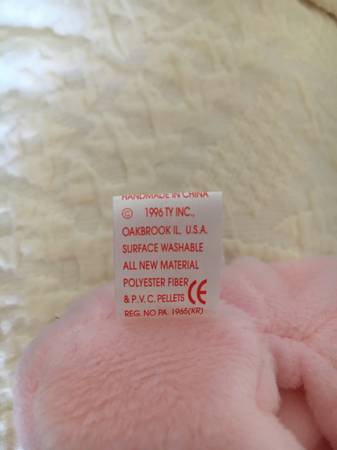 HANDMADE IN CHINA
© 1996 TY INC.,
OAKBROOK IL, U.S.A.
SURFACE WASHABLE
ALL NEW MATERIAL
POLYESTER FIBER
& P.V.C. PELLETS CE
REG. NO PA. 1965(KR)